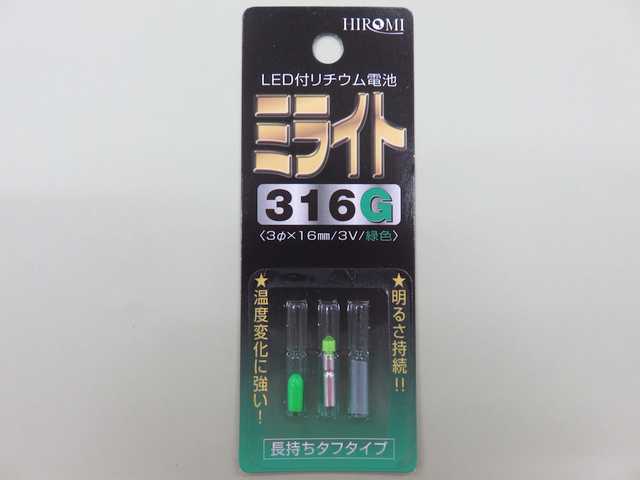 HIROMI
LED付リチウム電池
ミライト
316G
〈3φ×16㎜/3V/緑色〉
★温度変化に強い!
★明るさ持続!!
長持ちタフタイプ